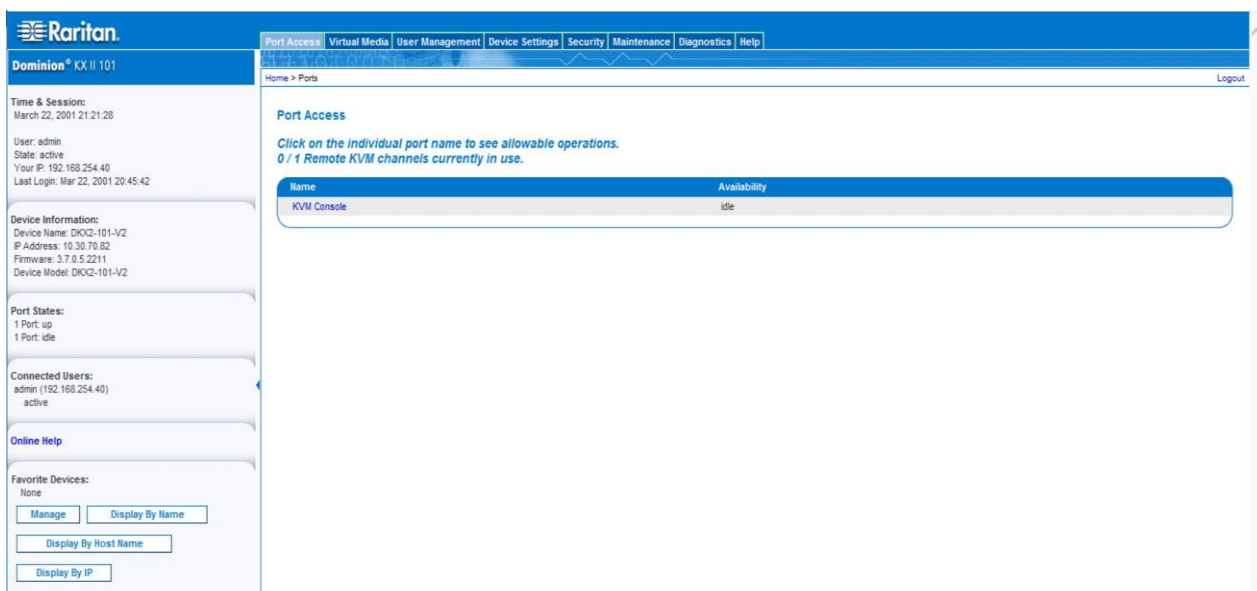 Raritan.
Port Access Virtual Media User Management Device Settings Security Maintenance Diagnostics Help
Dominion® KX II 101
Home > Ports
Logout
Time & Session:
March 22, 2001 21:21:28
User: admin
State: active
Your IP: 192.168.254.40
Last Login: Mar 22, 2001 20:45:42
Device Information:
Device Name: DKX2-101-V2
IP Address: 10.30.70.82
Firmware: 3.7.0.5.2211
Device Model: DKX2-101-V2
Port States:
1 Port: up
1 Port: idle
Connected Users:
admin (192.168.254.40)
active
Online Help
Favorite Devices:
None
Manage Display By Name
Display By Host Name
Display By IP
Port Access
Click on the individual port name to see allowable operations.
0 / 1 Remote KVM channels currently in use.
Name Availability
KVM Console idle